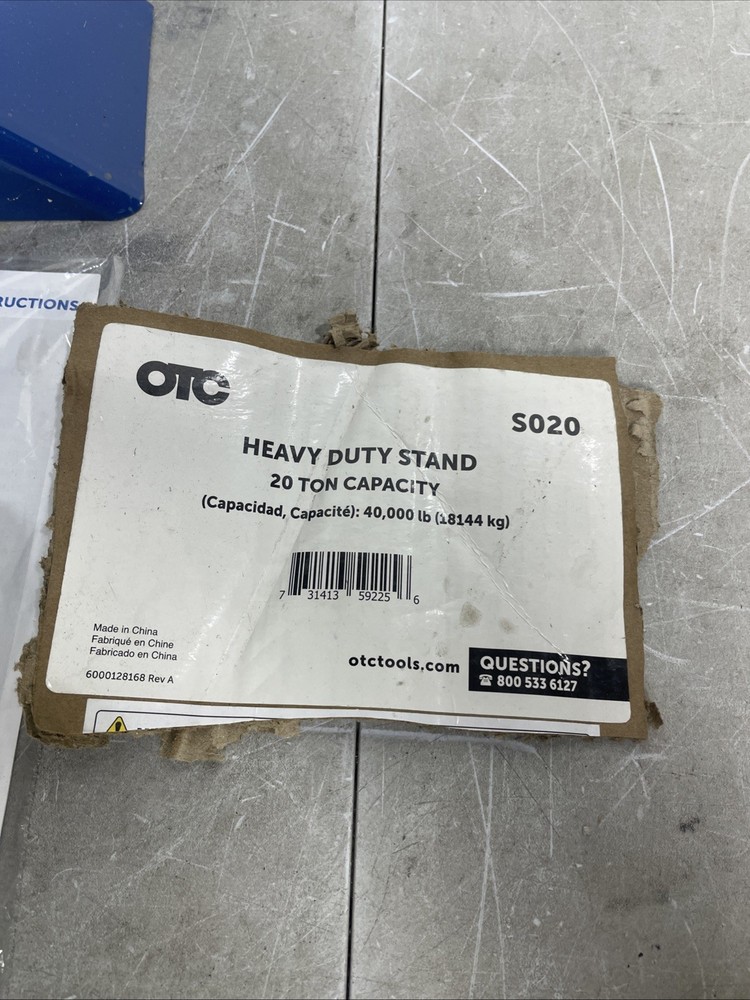 RUCTIONS
OTC
S020
HEAVY DUTY STAND
20 TON CAPACITY
(Capacidad, Capacité): 40,000 lb (18144 kg)
7 31413 59225 6
Made in China
Fabriqué en Chine
Fabricado en China
6000128168 Rev A
otctools.com
QUESTIONS?
☎ 800 533 6127